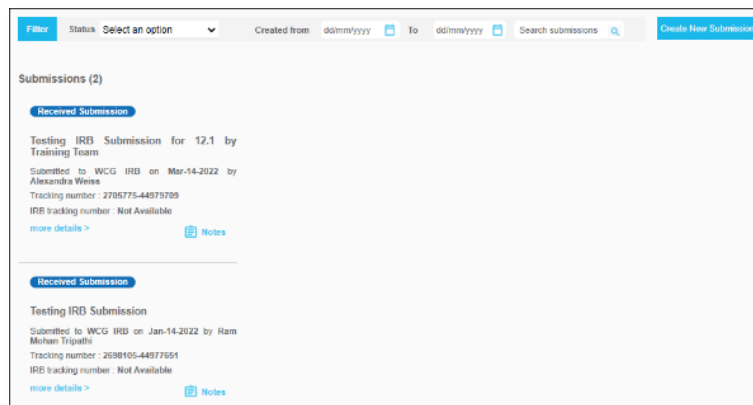 Filter Status Select an option Created from dd/mm/yyyy To dd/mm/yyyy Search submissions Create New Submission
Submissions (2)
Received Submission
Testing IRB Submission for 12.1 by
Training Team
Submitted to WCG IRB on Mar-14-2022 by
Alexandra Weiss
Tracking number : 2705775-44979709
IRB tracking number : Not Available
more details > Notes
Received Submission
Testing IRB Submission
Submitted to WCG IRB on Jan-14-2022 by Ram
Mohan Tripathi
Tracking number : 2698105-44977651
IRB tracking number : Not Available
more details > Notes